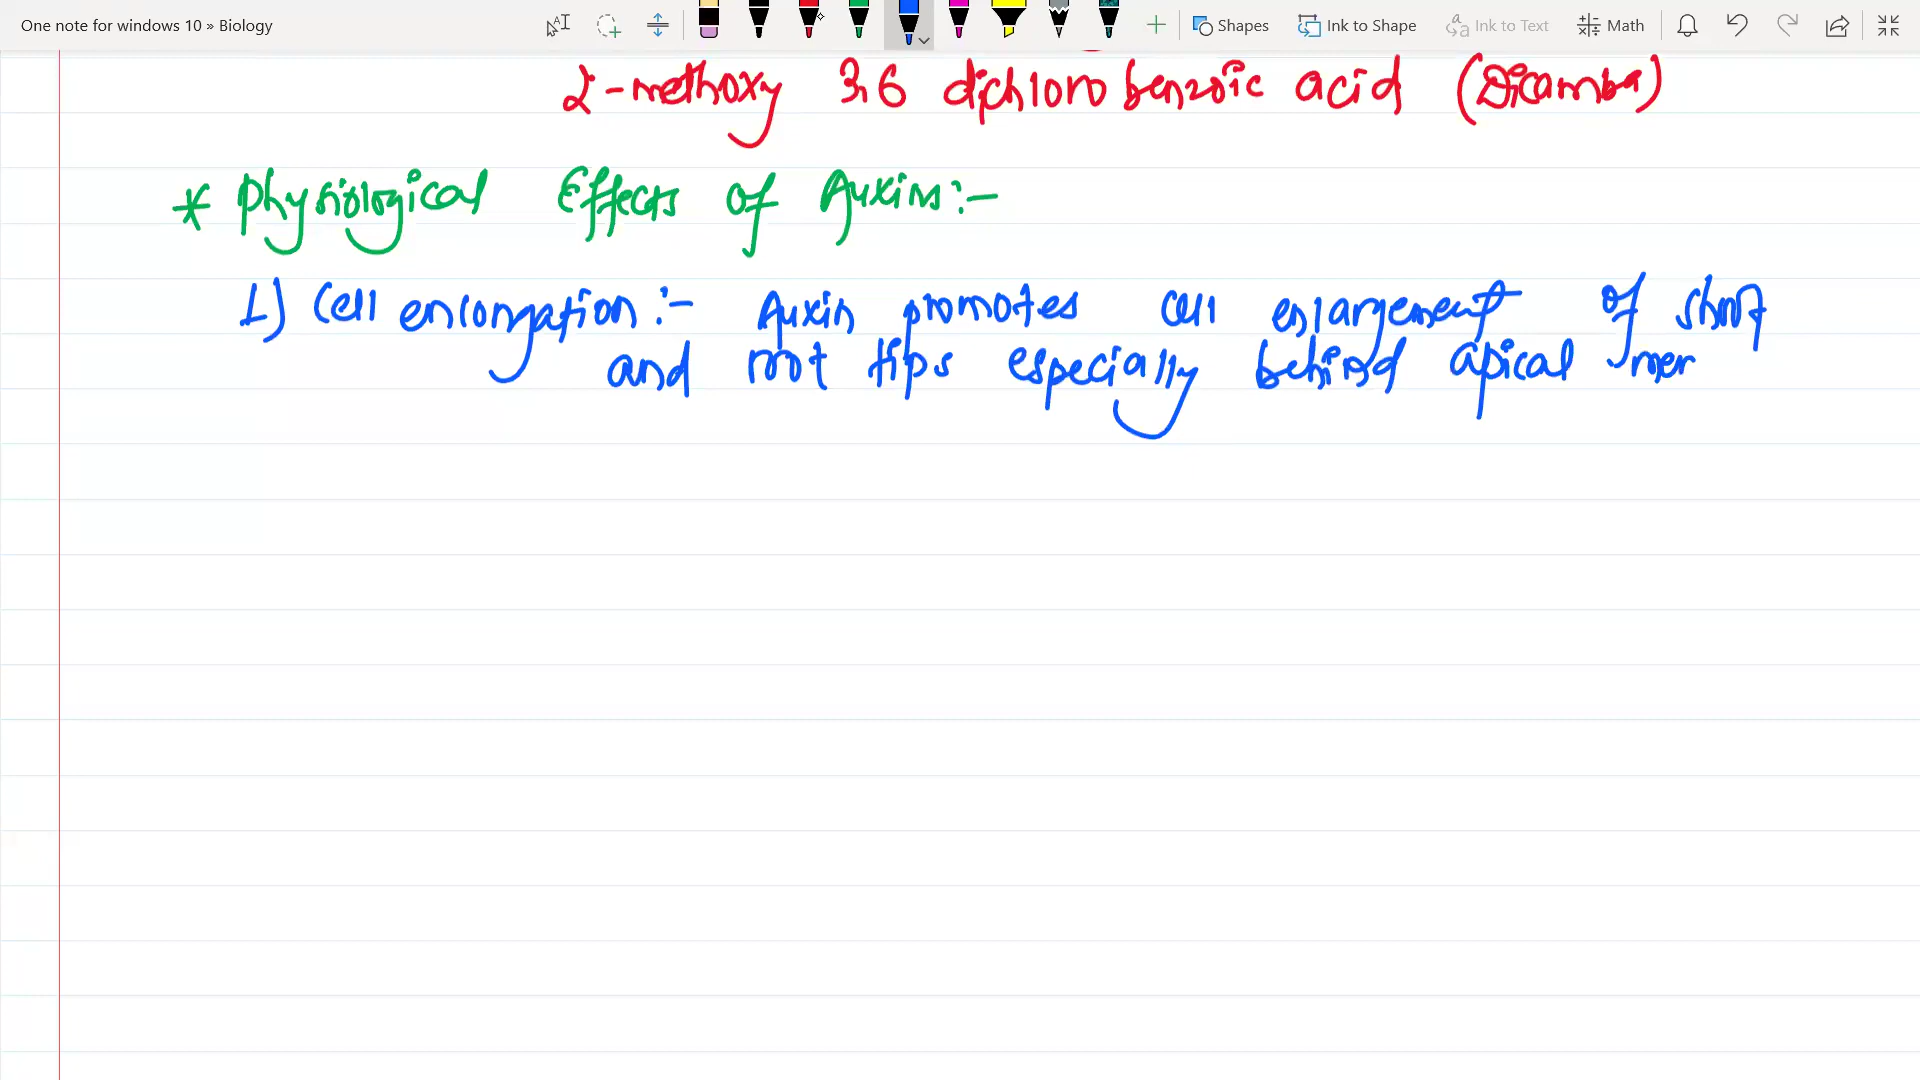 One note for windows 10 » Biology
Shapes Ink to Shape Ink to Text Math
2-methoxy 3,6 dichloro benzoic acid (Dicamba)
* Physiological Effects of Auxins:-
1) Cell enlongation:- Auxin promotes cell enlargement of shoot
and root tips especially behind apical mer